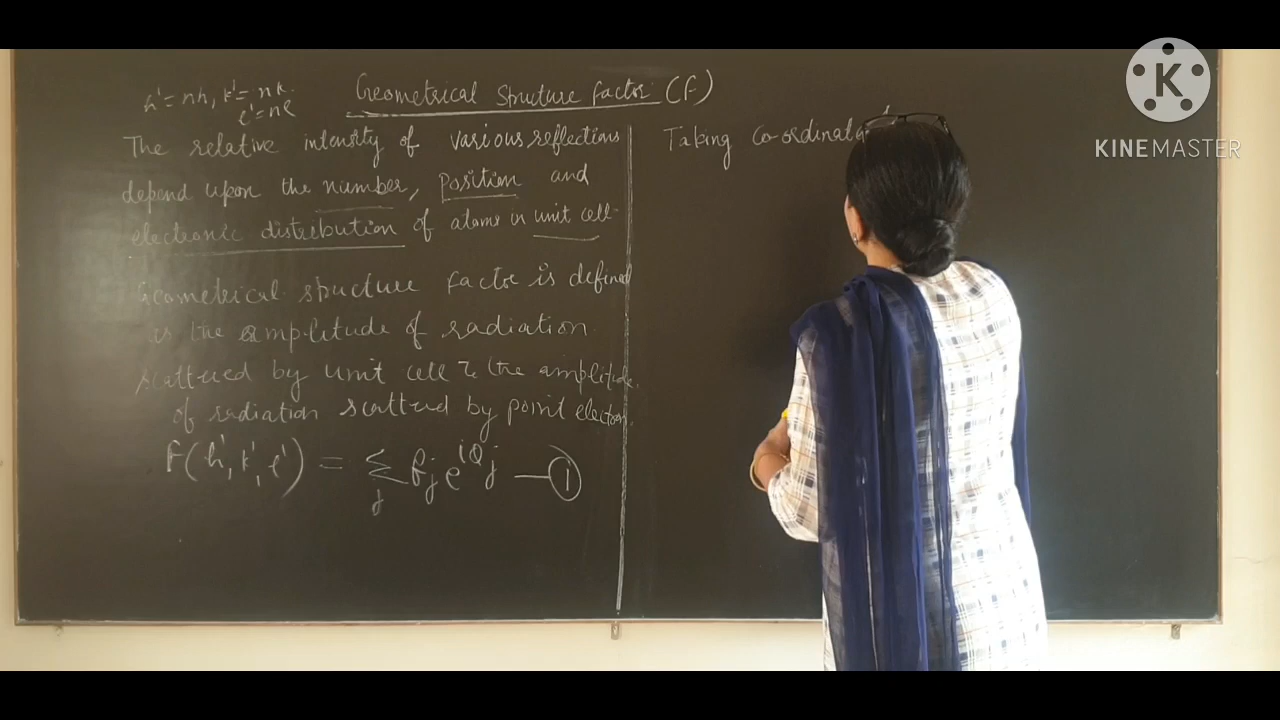 h' = nh, k' = nk.
l' = nl
Geometrical Structure factor (F)
The relative intensity of various reflections
depend upon the number, position and
electronic distribution of atoms in unit cell.
Geometrical structure factor is defined
as the amplitude of radiation
scattered by unit cell to the amplitude
of radiation scattered by point electron.
F(h', k', l') = Σj fj e^iφj —①
Taking Co-ordinate
K
KINEMASTER